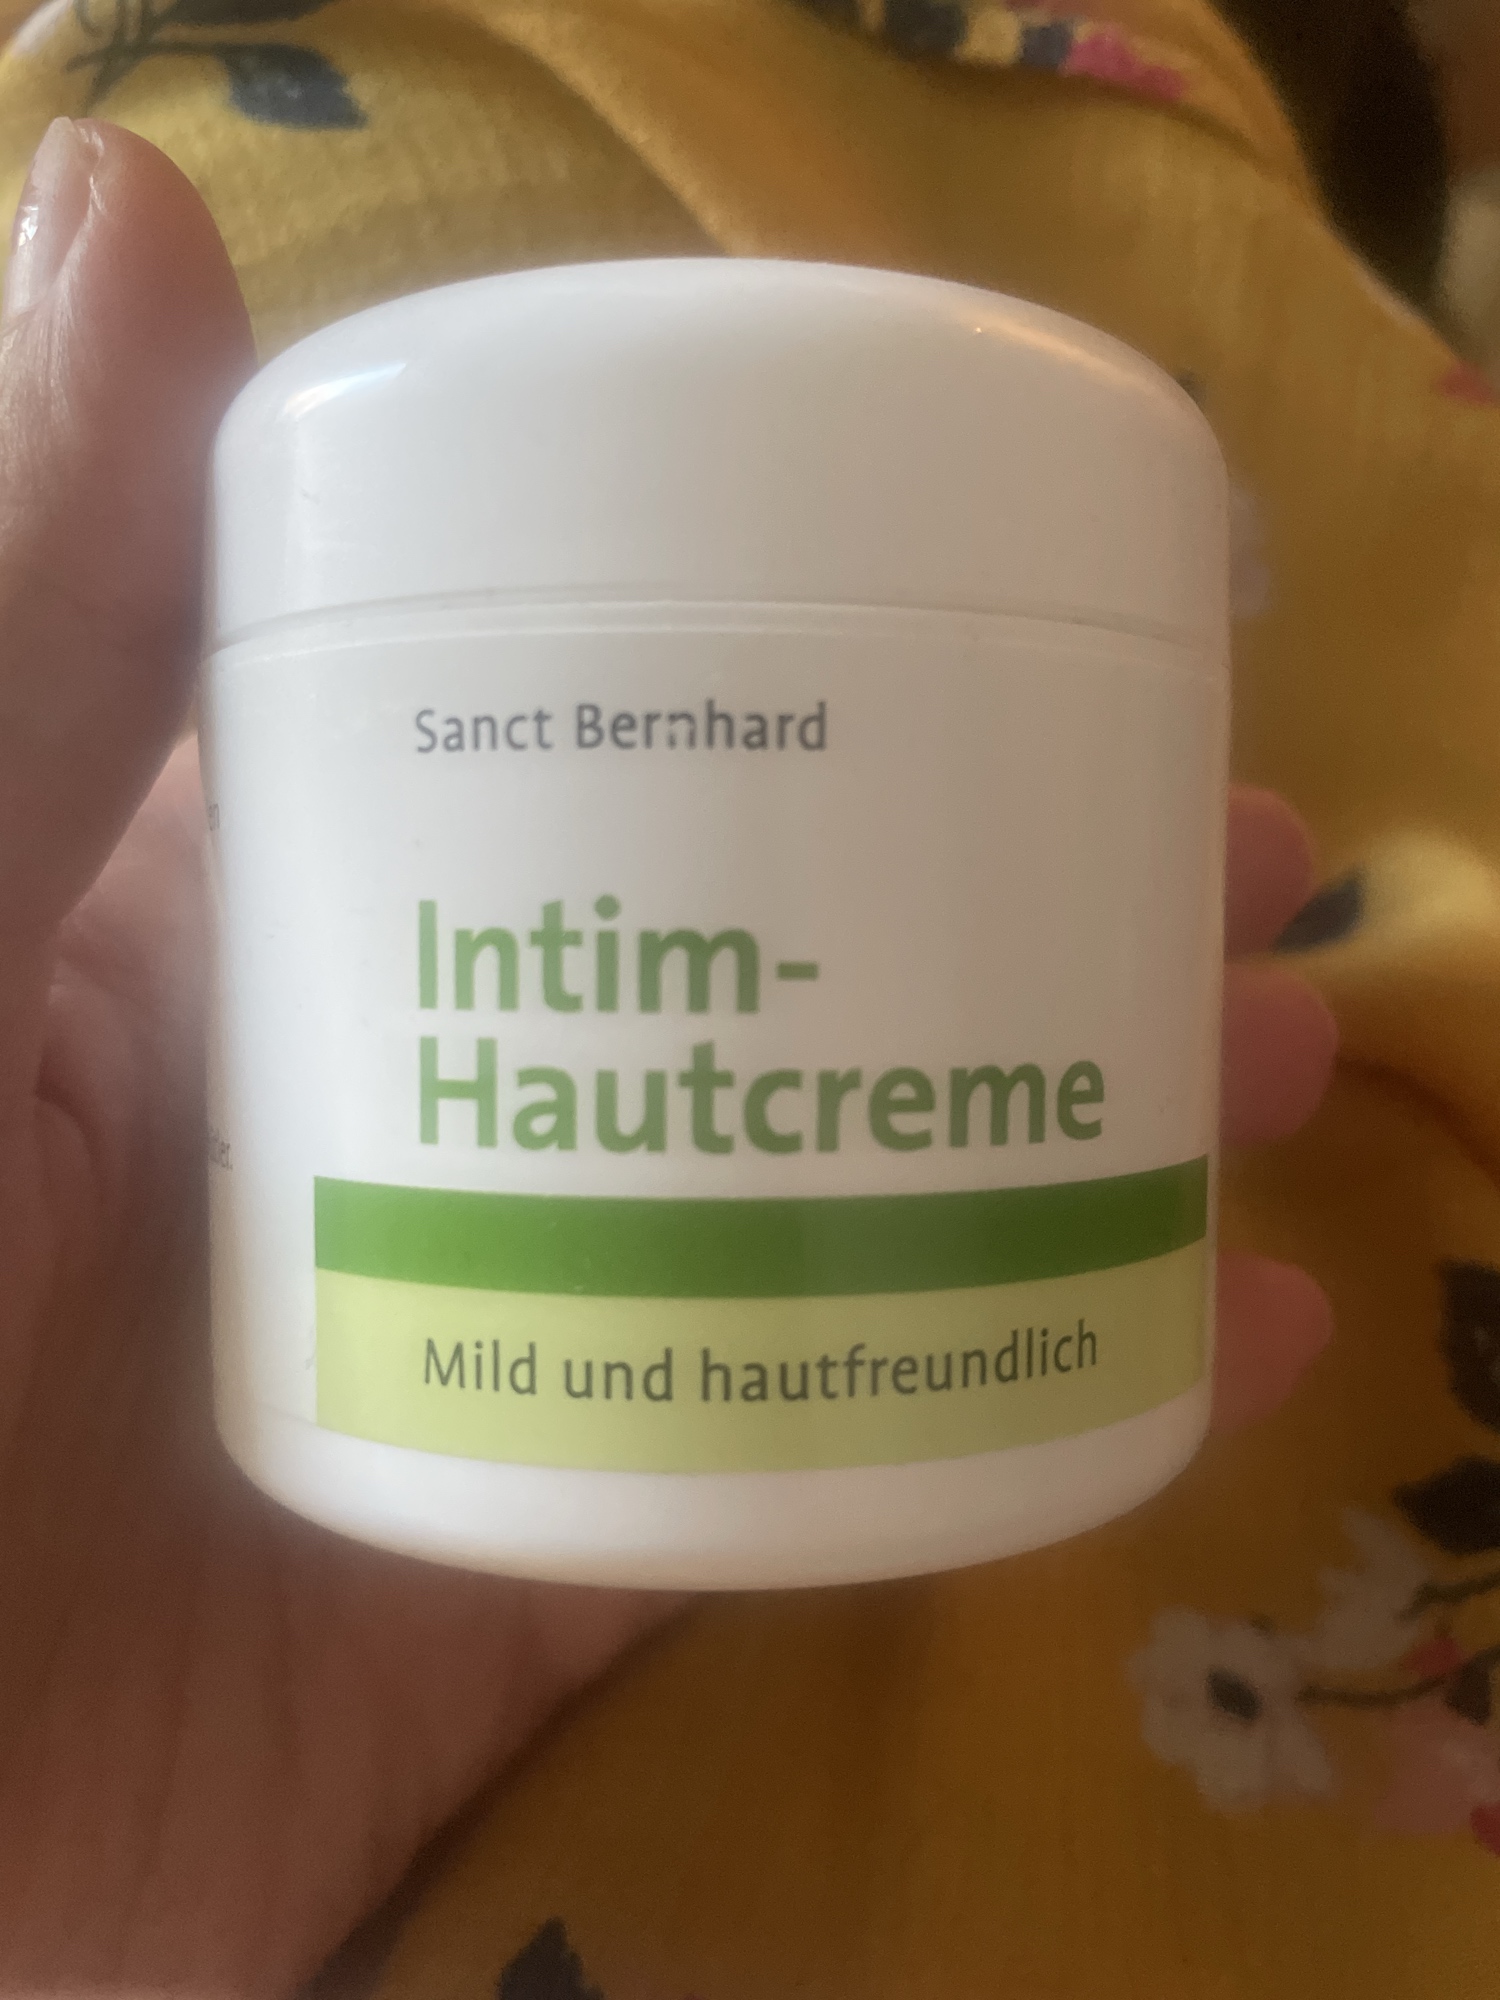 Sanct Bernhard
Intim-
Hautcreme
Mild und hautfreundlich